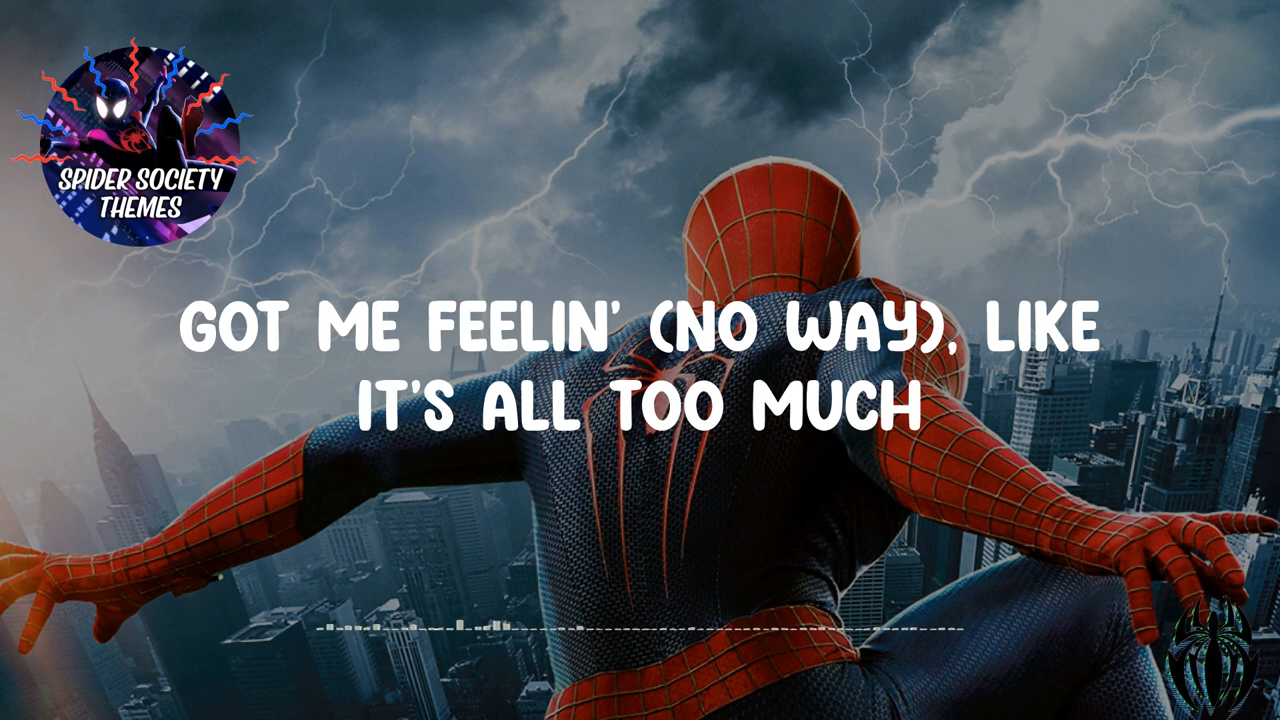 SPIDER SOCIETY
THEMES
GOT ME FEELIN' (NO WAY), LIKE
IT'S ALL TOO MUCH